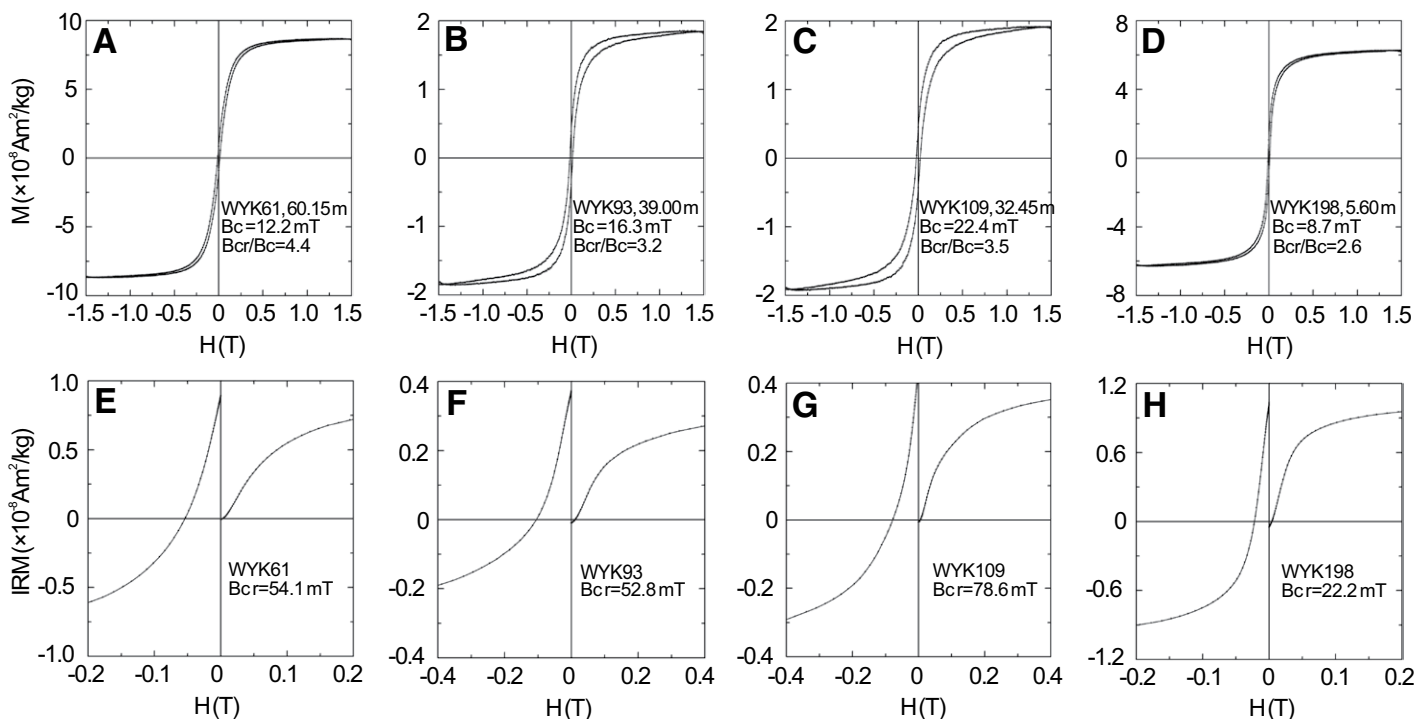 A
B
C
D
M(×10⁻⁸Am²/kg)
10
5
0
-5
-10
WYK61, 60.15 m
Bc=12.2 mT
Bcr/Bc=4.4
-1.5 -1.0 -0.5 0 0.5 1.0 1.5
H(T)
2
1
0
-1
-2
WYK93, 39.00 m
Bc=16.3 mT
Bcr/Bc=3.2
-1.5 -1.0 -0.5 0 0.5 1.0 1.5
H(T)
2
1
0
-1
-2
WYK109, 32.45 m
Bc=22.4 mT
Bcr/Bc=3.5
-1.5 -1.0 -0.5 0 0.5 1.0 1.5
H(T)
8
4
0
-4
-8
WYK198, 5.60 m
Bc=8.7 mT
Bcr/Bc=2.6
-1.5 -1.0 -0.5 0 0.5 1.0 1.5
H(T)
E
F
G
H
IRM(×10⁻⁸Am²/kg)
1.0
0.5
0
-0.5
-1.0
WYK61
Bcr=54.1 mT
-0.2 -0.1 0 0.1 0.2
H(T)
0.4
0.2
0
-0.2
-0.4
WYK93
Bcr=52.8 mT
-0.4 -0.2 0 0.2 0.4
H(T)
0.4
0.2
0
-0.2
-0.4
WYK109
Bcr=78.6 mT
-0.4 -0.2 0 0.2 0.4
H(T)
1.2
0.6
0
-0.6
-1.2
WYK198
Bcr=22.2 mT
-0.2 -0.1 0 0.1 0.2
H(T)